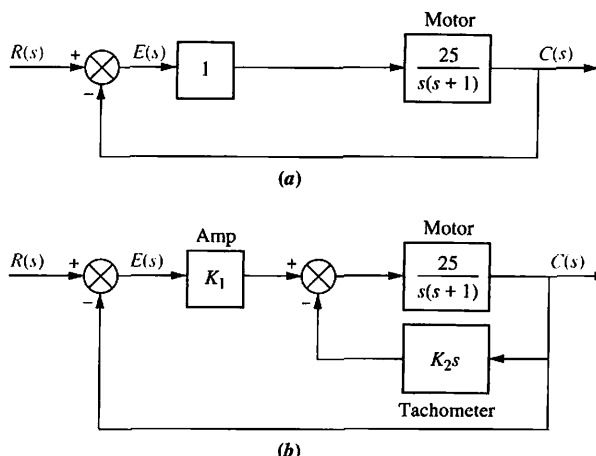 Motor
R(s) + E(s) 1 25 C(s)
s(s + 1)
−
(a)
Amp Motor
R(s) + E(s) K₁ + 25 C(s)
s(s + 1)
− −
K₂s
Tachometer
(b)